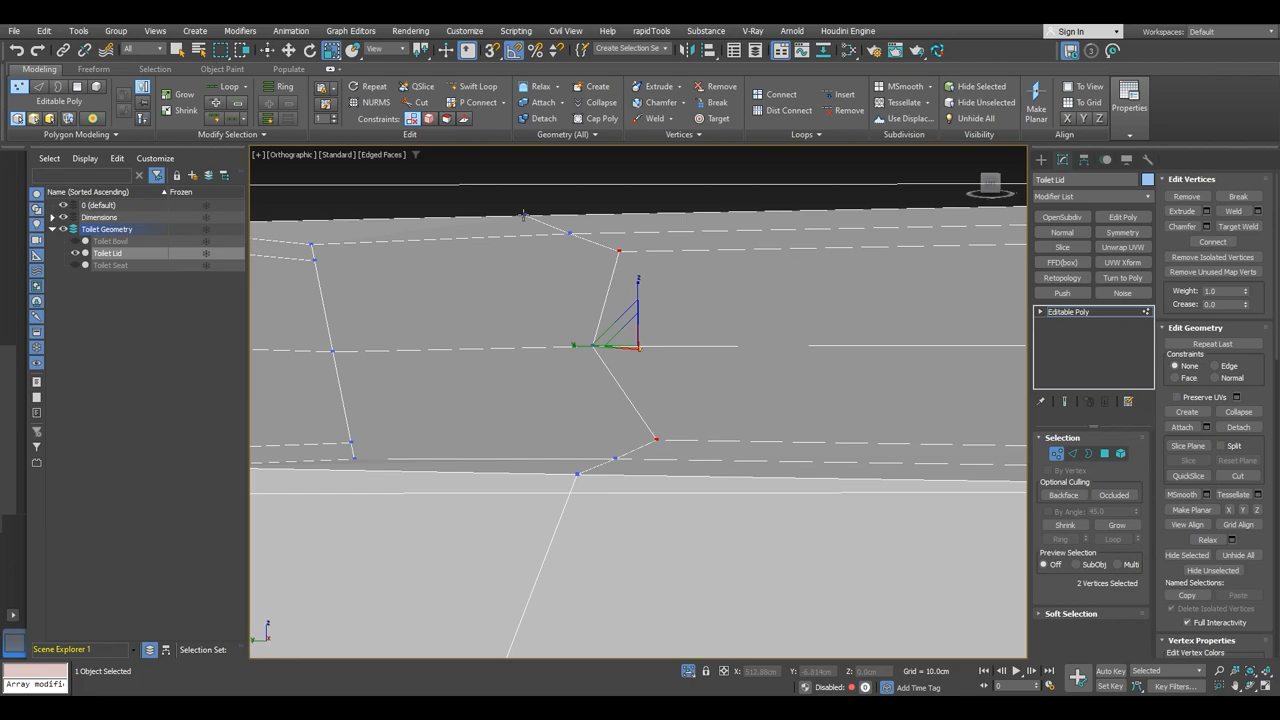 File Edit Tools Group Views Create Modifiers Animation Graph Editors Rendering Customize Scripting Civil View rapidTools Substance V-Ray Arnold Houdini Engine Sign In Workspaces: Default
All View Create Selection Se
Modeling Freeform Selection Object Paint Populate
Loop Ring Repeat QSlice Swift Loop Relax Create Extrude Remove MSmooth Hide Selected To View
Grow Connect Insert
Editable Poly Shrink NURMS Cut P Connect Attach Collapse Chamfer Break Dist Connect Remove Tessellate Hide Unselected Make Planar To Grid Properties
1 Constraints: Detach Cap Poly Weld Target Use Displac... Unhide All X Y Z
Polygon Modeling Modify Selection Edit Geometry (All) Vertices Loops Subdivision Visibility Align
[+] [Orthographic] [Standard] [Edged Faces]
Select Display Edit Customize
Name (Sorted Ascending) Frozen
0 (default)
Dimensions
Toilet Geometry
Toilet Bowl
Toilet Lid
Toilet Seat
z
y
z
y x
Toilet Lid
Modifier List
OpenSubdiv Edit Poly
Normal Symmetry
Slice Unwrap UVW
FFD(box) UVW Xform
Retopology Turn to Poly
Push Noise
Editable Poly
Selection
By Vertex
Optional Culling
Backface Occluded
By Angle: 45.0
Shrink Grow
Ring Loop
Preview Selection
Off SubObj Multi
2 Vertices Selected
Soft Selection
Edit Vertices
Remove Break
Extrude Weld
Chamfer Target Weld
Connect
Remove Isolated Vertices
Remove Unused Map Verts
Weight: 1.0
Crease: 0.0
Edit Geometry
Repeat Last
Constraints
None Edge
Face Normal
Preserve UVs
Create Collapse
Attach Detach
Slice Plane Split
Slice Reset Plane
QuickSlice Cut
MSmooth Tessellate
Make Planar X Y Z
View Align Grid Align
Relax
Hide Selected Unhide All
Hide Unselected
Named Selections:
Copy Paste
Delete Isolated Vertices
Full Interactivity
Vertex Properties
Edit Vertex Colors
Scene Explorer 1 Selection Set:
1 Object Selected X: 512.88cm Y: -6.814cm Z: 0.0cm Grid = 10.0cm Auto Key Selected
Array modifi Disabled: Add Time Tag 0 Set Key Key Filters...